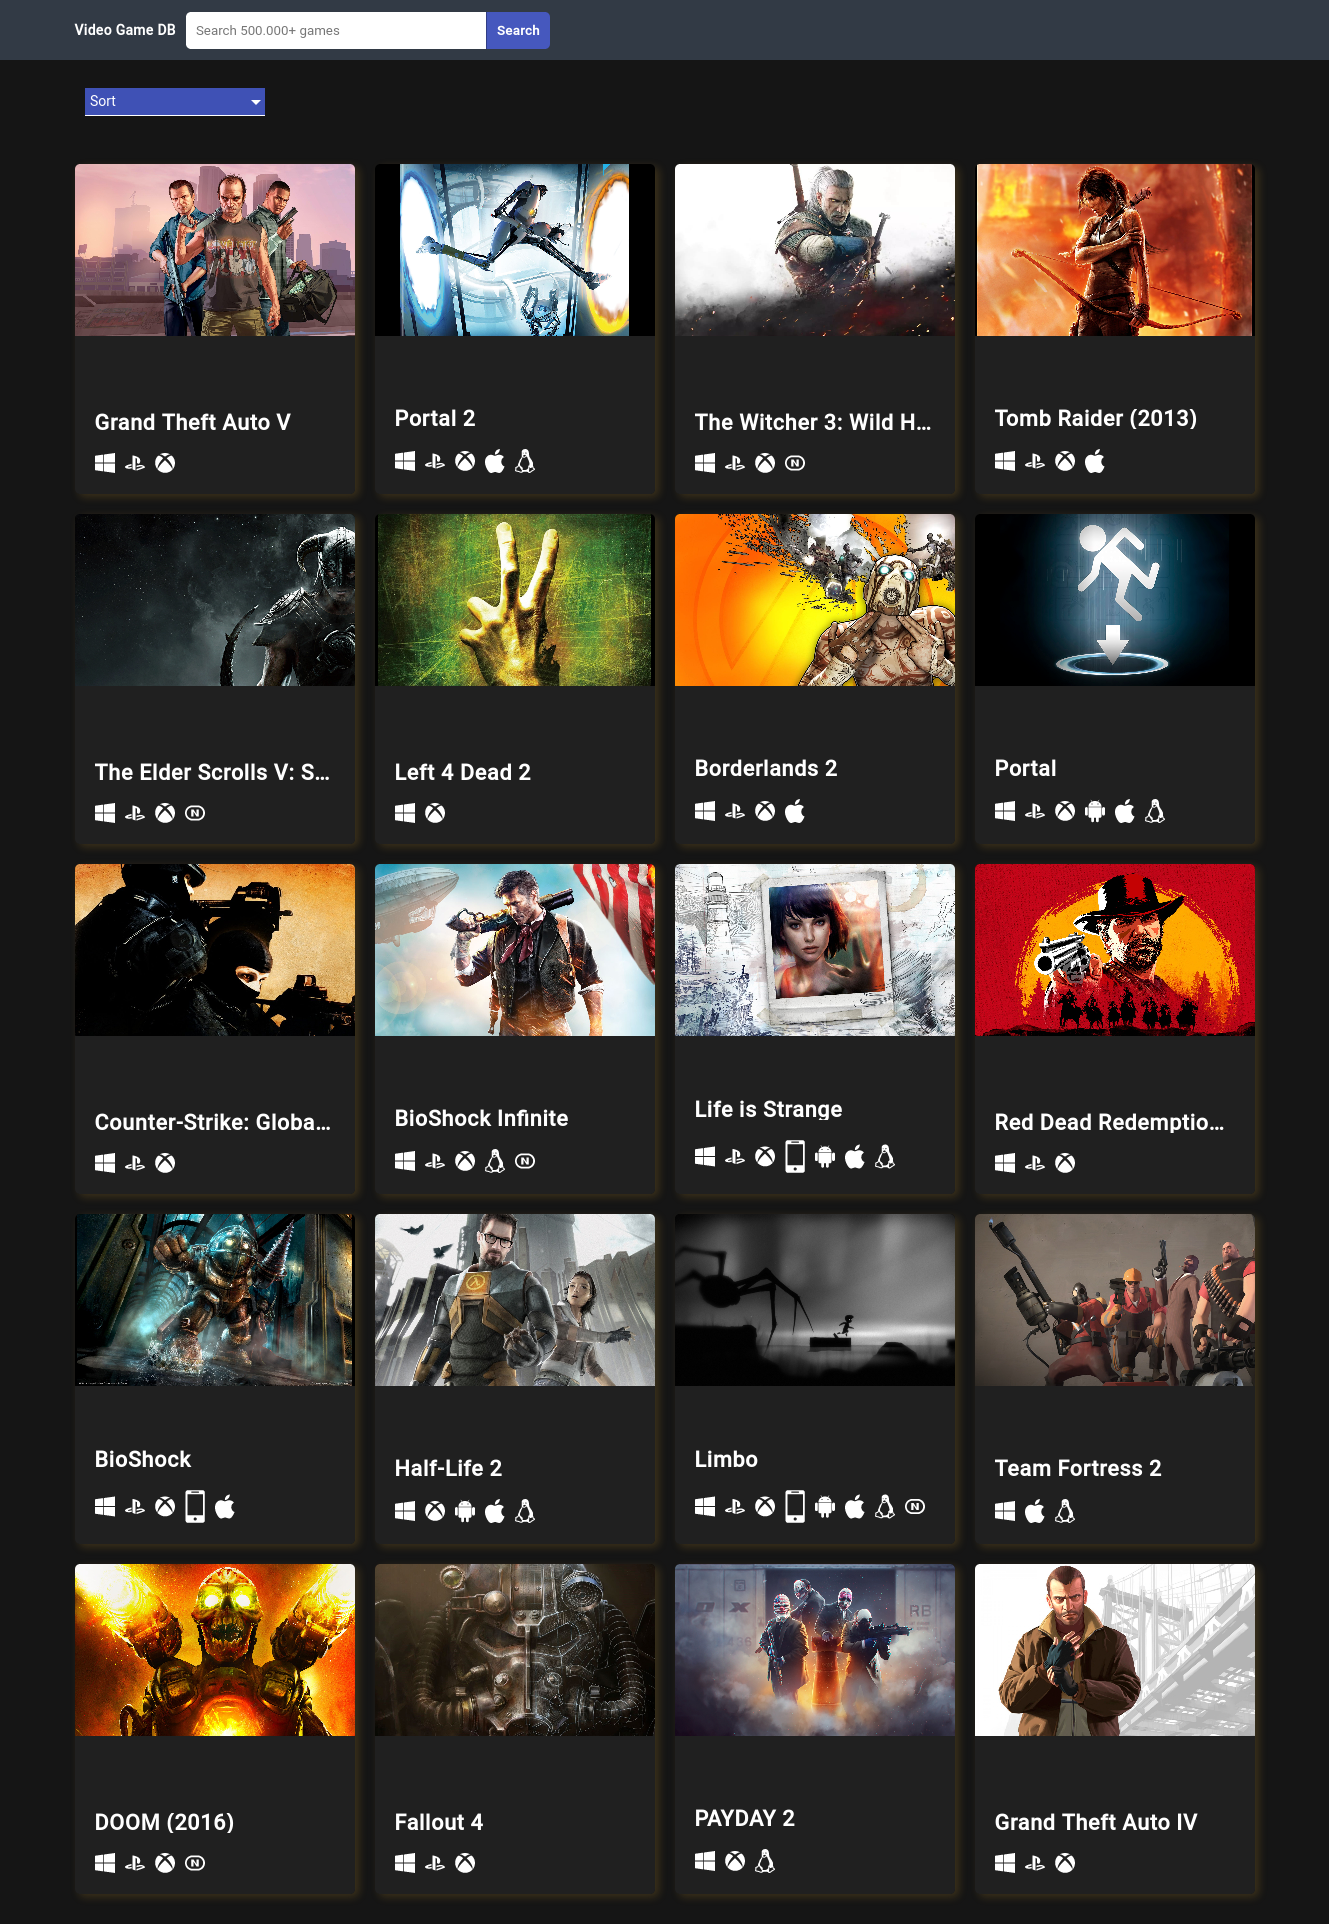 Video Game DB
Search 500.000+ games
Search
Sort
Grand Theft Auto V
Portal 2
The Witcher 3: Wild H...
Tomb Raider (2013)
The Elder Scrolls V: S...
Left 4 Dead 2
Borderlands 2
Portal
Counter-Strike: Globa...
BioShock Infinite
Life is Strange
Red Dead Redemptio...
BioShock
Half-Life 2
Limbo
Team Fortress 2
DOOM (2016)
Fallout 4
PAYDAY 2
Grand Theft Auto IV